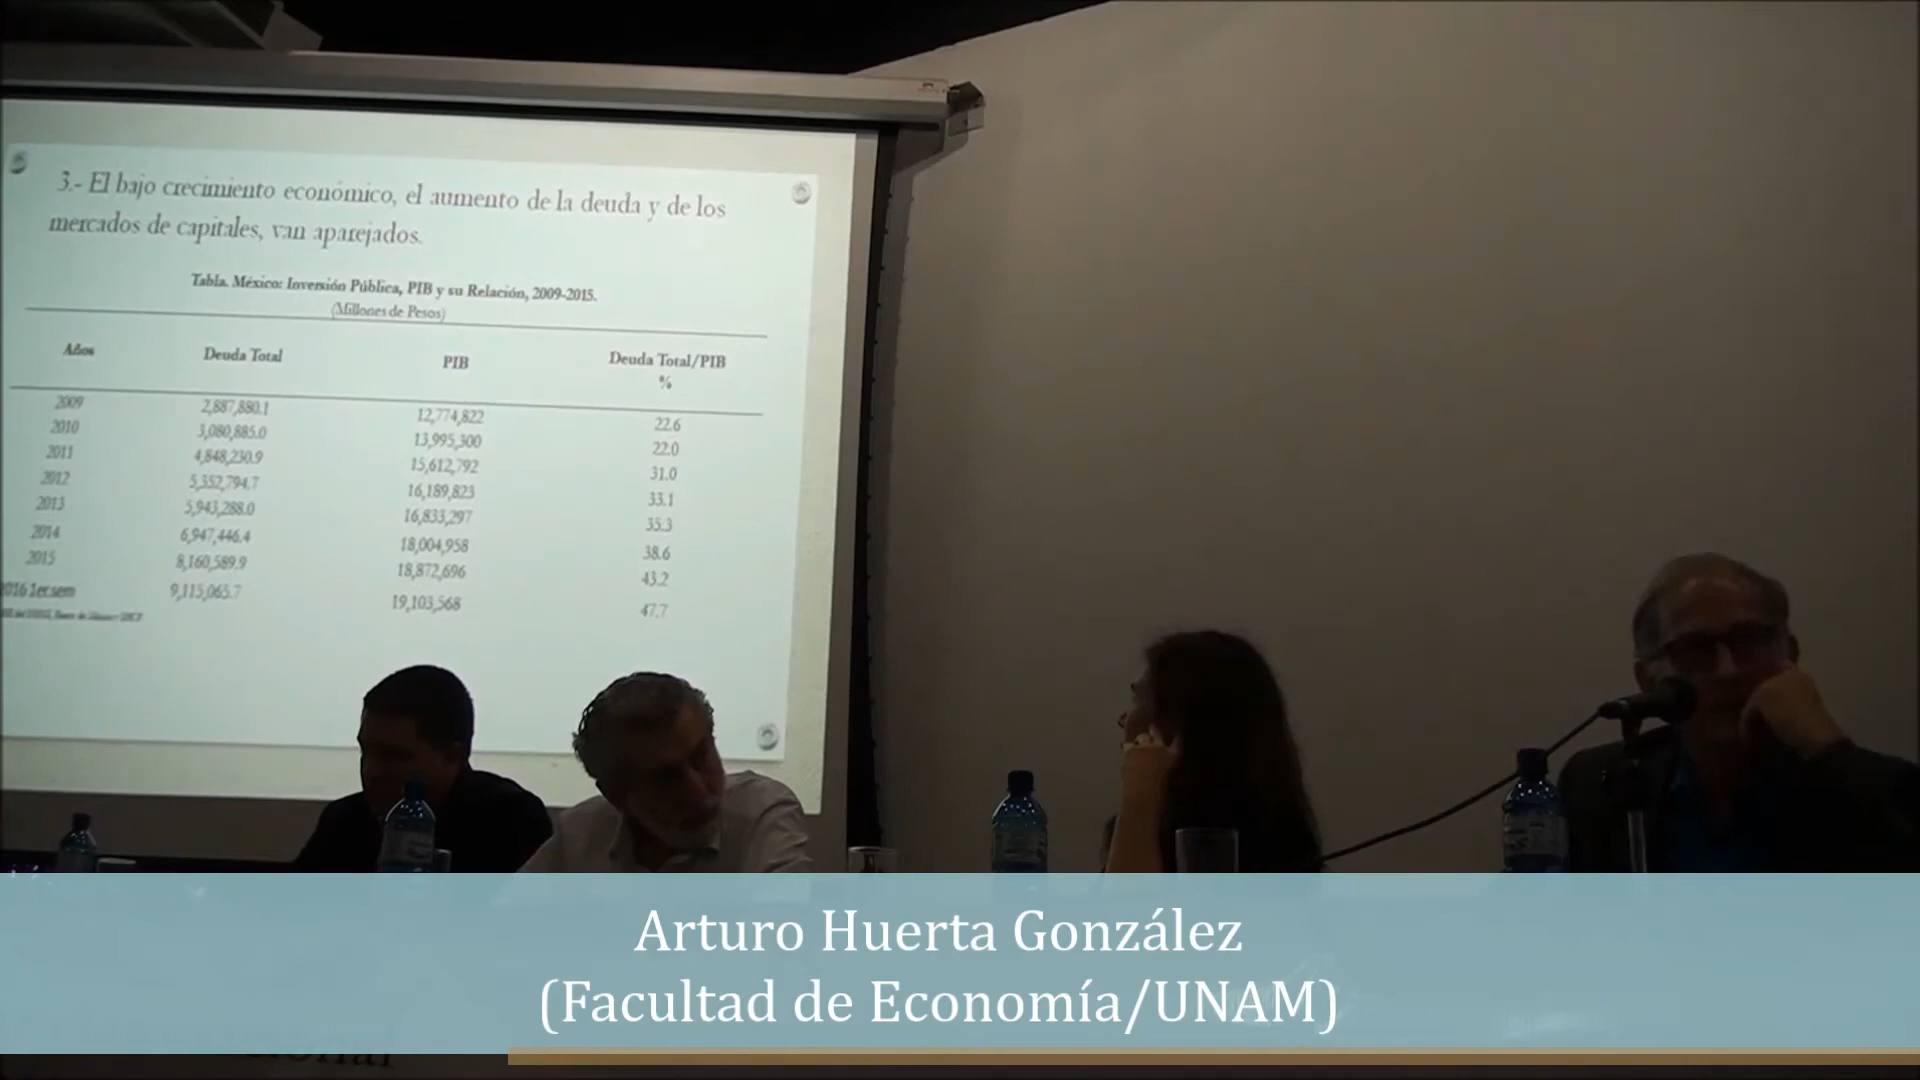 3.- El bajo crecimiento económico, el aumento de la deuda y de los
mercados de capitales, van aparejados.
Tabla. México: Inversión Pública, PIB y su Relación, 2009-2015.
(Millones de Pesos)
Años Deuda Total PIB Deuda Total/PIB
%
2009 2,887,880.1 12,774,822 22.6
2010 3,080,885.0 13,995,300 22.0
2011 4,848,230.9 15,612,792 31.0
2012 5,352,794.7 16,189,823 33.1
2013 5,943,288.0 16,833,297 35.3
2014 6,947,446.4 18,004,958 38.6
2015 8,160,589.9 18,872,696 43.2
2016 1er.sem 9,115,063.7 19,103,568 47.7
Arturo Huerta González
(Facultad de Economía/UNAM)